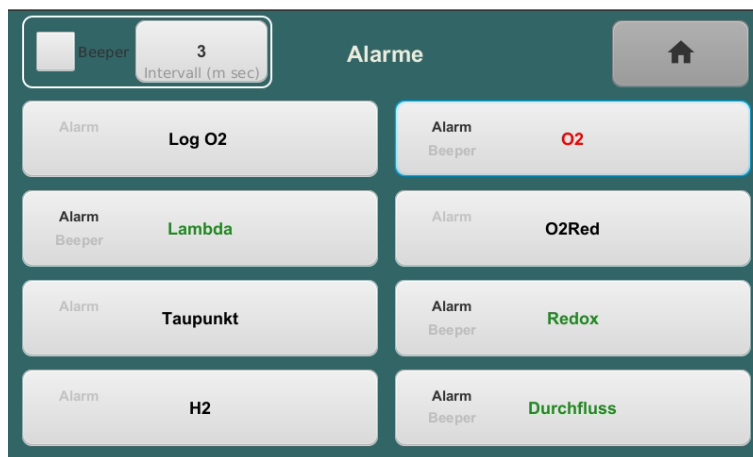 Beeper
3
Intervall (m sec)
Alarme
Alarm
Log O2
Alarm
Beeper
O2
Alarm
Beeper
Lambda
Alarm
O2Red
Alarm
Taupunkt
Alarm
Beeper
Redox
Alarm
H2
Alarm
Beeper
Durchfluss